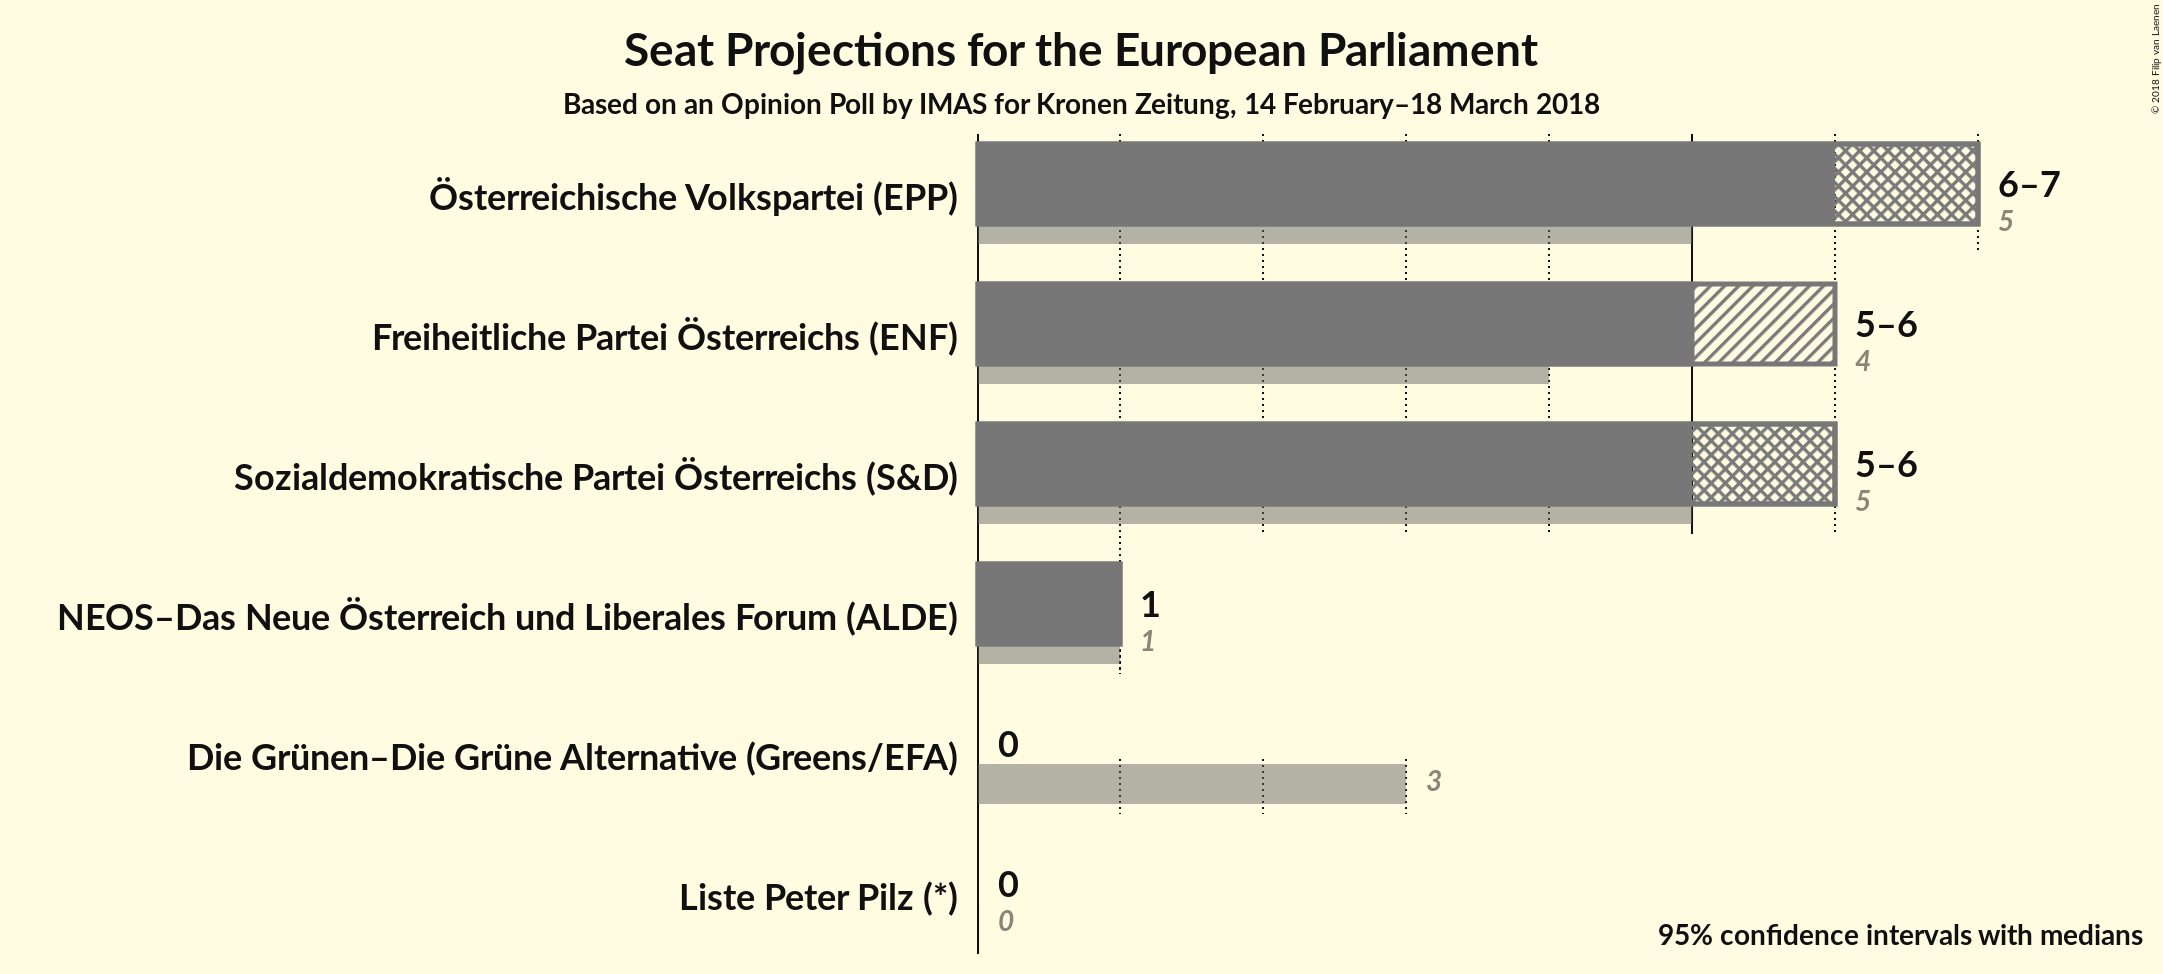 Seat Projections for the European Parliament
Based on an Opinion Poll by IMAS for Kronen Zeitung, 14 February–18 March 2018
© 2018 Filip van Laenen
Österreichische Volkspartei (EPP)
6–7
5
Freiheitliche Partei Österreichs (ENF)
5–6
4
Sozialdemokratische Partei Österreichs (S&D)
5–6
5
NEOS–Das Neue Österreich und Liberales Forum (ALDE)
1
1
Die Grünen–Die Grüne Alternative (Greens/EFA)
0
3
Liste Peter Pilz (*)
0
0
95% confidence intervals with medians